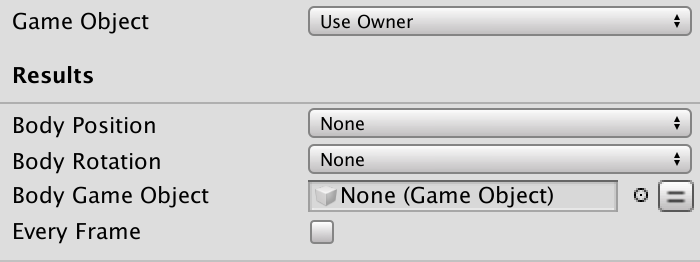 Game Object Use Owner
Results
Body Position None
Body Rotation None
Body Game Object None (Game Object)
Every Frame